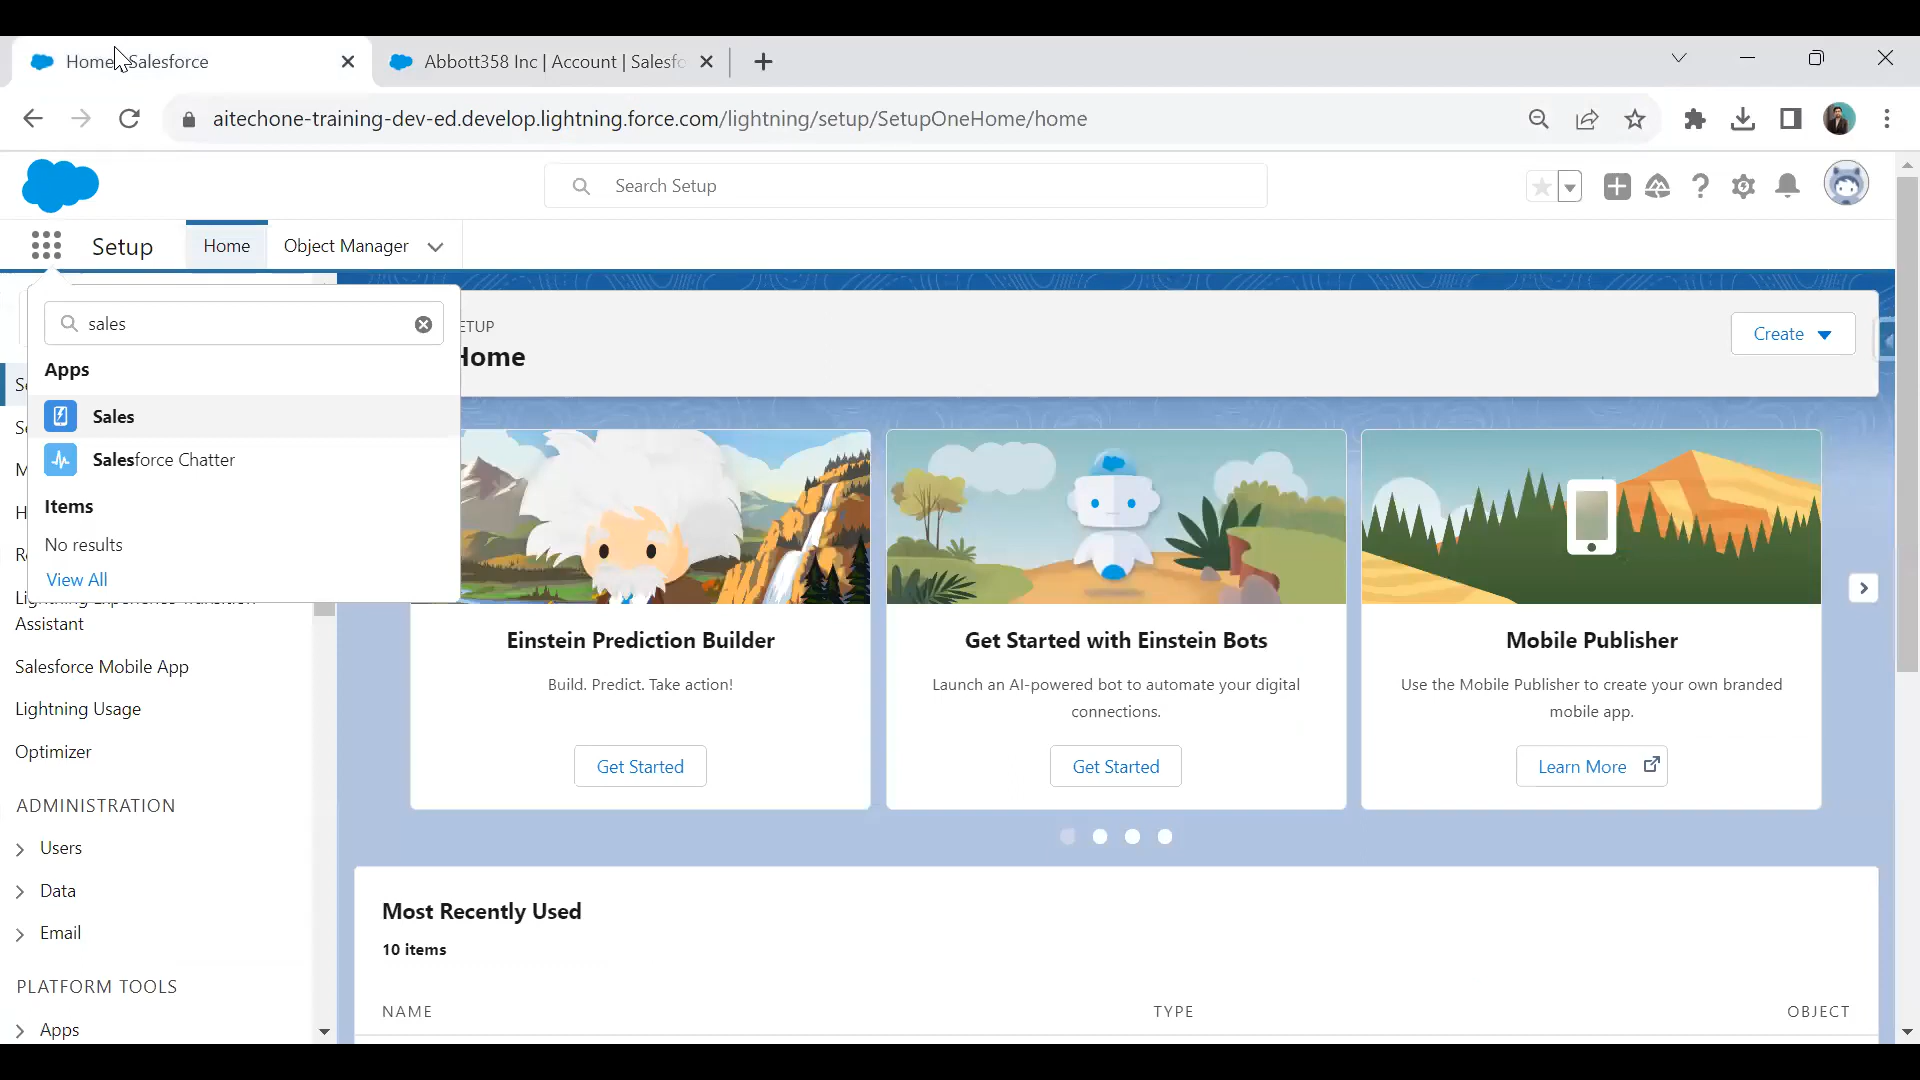 Home | Salesforce
Abbott358 Inc | Account | Salesfo
aitechone-training-dev-ed.develop.lightning.force.com/lightning/setup/SetupOneHome/home
Search Setup
Setup
Home
Object Manager
sales
Apps
Sales
Salesforce Chatter
Items
No results
View All
ETUP
Home
Create
Assistant
Salesforce Mobile App
Lightning Usage
Optimizer
ADMINISTRATION
Users
Data
Email
PLATFORM TOOLS
Apps
Einstein Prediction Builder
Build. Predict. Take action!
Get Started
Get Started with Einstein Bots
Launch an AI-powered bot to automate your digital
connections.
Get Started
Mobile Publisher
Use the Mobile Publisher to create your own branded
mobile app.
Learn More
Most Recently Used
10 items
NAME
TYPE
OBJECT